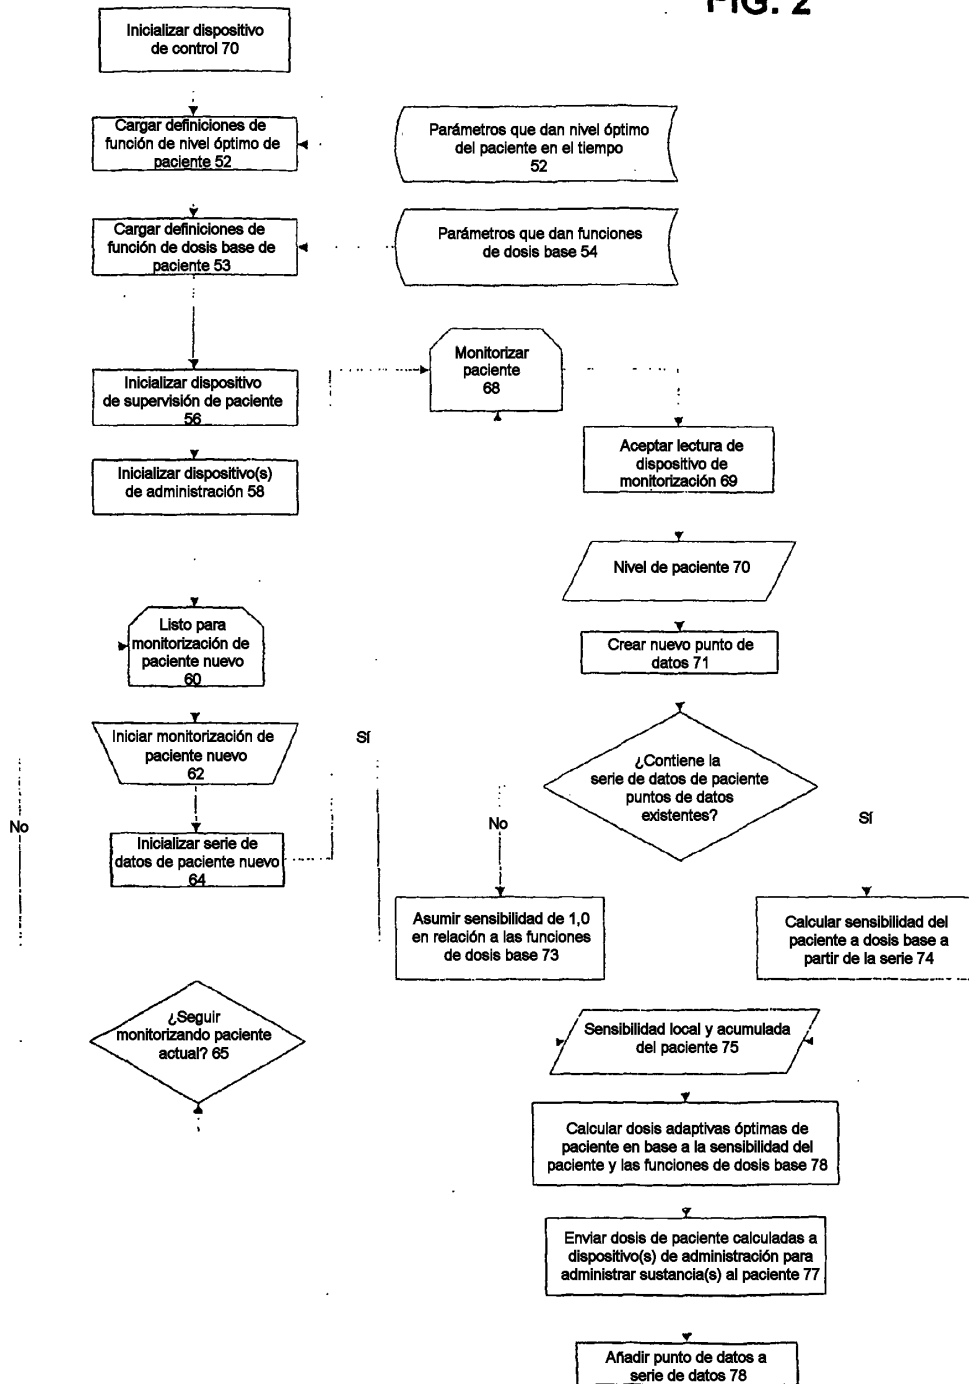 FIG. 2
Inicializar dispositivo
de control 70
Cargar definiciones de
función de nivel óptimo de
paciente 52
Parámetros que dan nivel óptimo
del paciente en el tiempo
52
Cargar definiciones de
función de dosis base de
paciente 53
Parámetros que dan funciones
de dosis base 54
Inicializar dispositivo
de supervisión de paciente
56
Monitorizar
paciente
68
Inicializar dispositivo(s)
de administración 58
Aceptar lectura de
dispositivo de
monitorización 69
Nivel de paciente 70
Listo para
monitorización de
paciente nuevo
60
Crear nuevo punto de
datos 71
Iniciar monitorización de
paciente nuevo
62
Sí
¿Contiene la
serie de datos de paciente
puntos de datos
existentes?
No
Inicializar serie de
datos de paciente nuevo
64
No
Sí
Asumir sensibilidad de 1,0
en relación a las funciones
de dosis base 73
Calcular sensibilidad del
paciente a dosis base a
partir de la serie 74
¿Seguir
monitorizando paciente
actual? 65
Sensibilidad local y acumulada
del paciente 75
Calcular dosis adaptivas óptimas de
paciente en base a la sensibilidad del
paciente y las funciones de dosis base 78
Enviar dosis de paciente calculadas a
dispositivo(s) de administración para
administrar sustancia(s) al paciente 77
Añadir punto de datos a
serie de datos 78